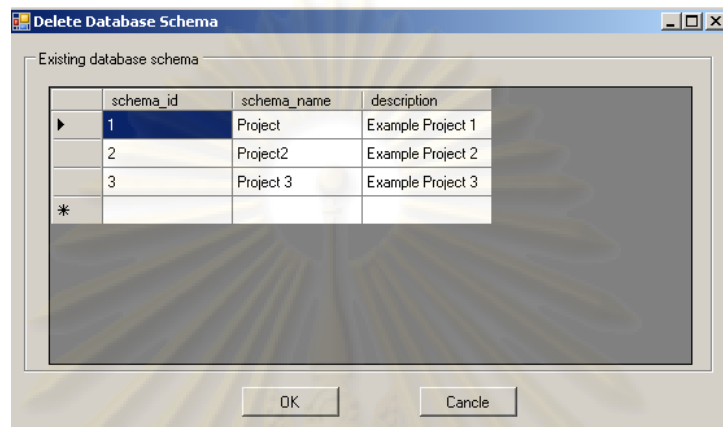 Delete Database Schema
Existing database schema
schema_id schema_name description
1 Project Example Project 1
2 Project2 Example Project 2
3 Project 3 Example Project 3
OK Cancle